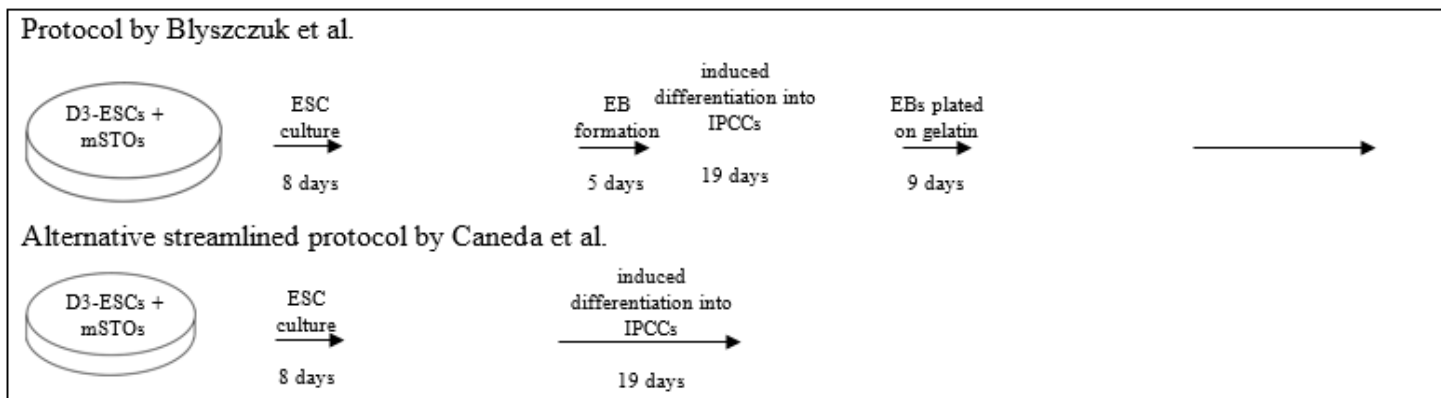 Protocol by Blyszczuk et al.
D3-ESCs +
mSTOs
ESC
culture
8 days
EB
formation
5 days
induced
differentiation into
IPCCs
19 days
EBs plated
on gelatin
9 days
Alternative streamlined protocol by Caneda et al.
D3-ESCs +
mSTOs
ESC
culture
8 days
induced
differentiation into
IPCCs
19 days